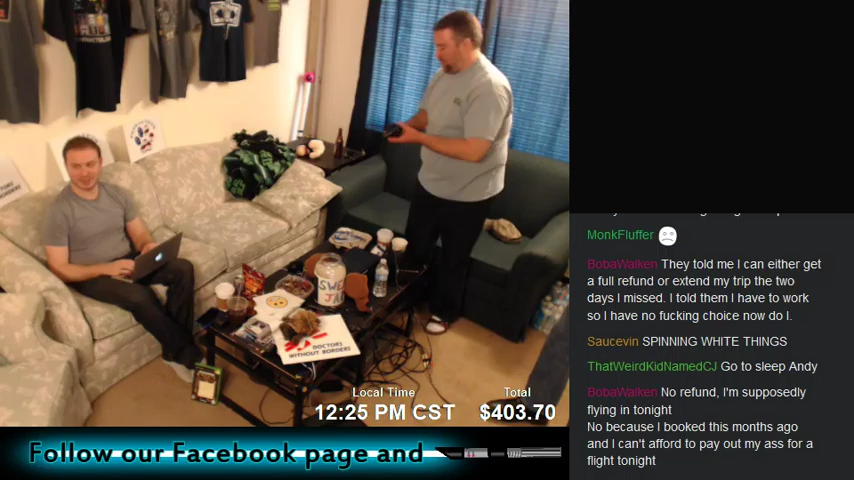 SWEAR
JAR
DOCTORS
WITHOUT BORDERS
Local Time
Total
12:25 PM CST
$403.70
Follow our Facebook page and
MonkFluffer
BobaWalken They told me I can either get
a full refund or extend my trip the two
days I missed. I told them I have to work
so I have no fucking choice now do I.
Saucevin SPINNING WHITE THINGS
ThatWeirdKidNamedCJ Go to sleep Andy
BobaWalken No refund, I'm supposedly
flying in tonight
No because I booked this months ago
and I can't afford to pay out my ass for a
flight tonight